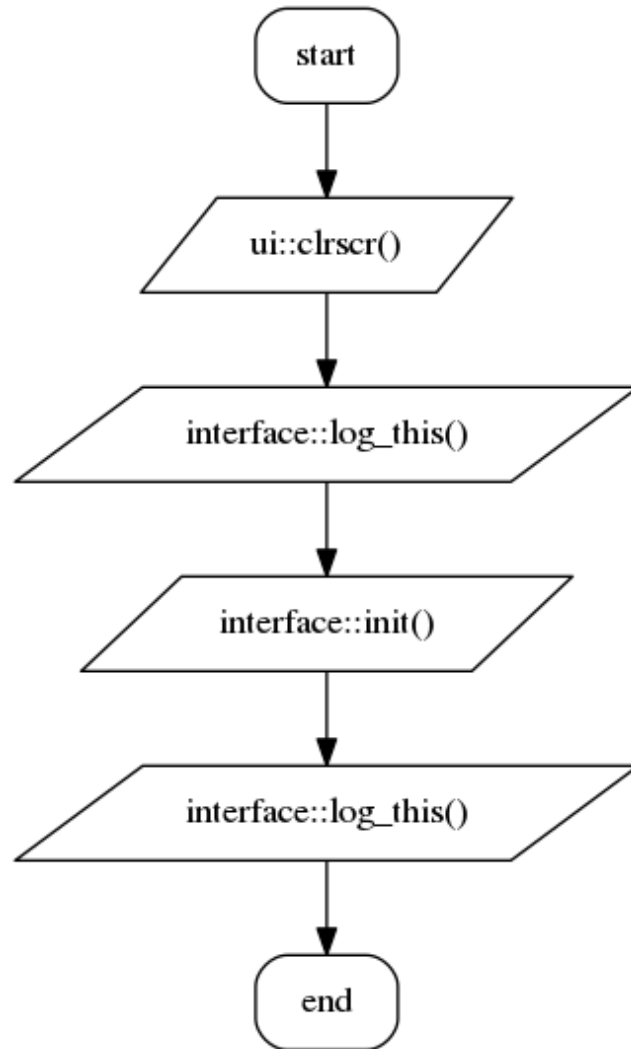 start
ui::clrscr()
interface::log_this()
interface::init()
interface::log_this()
end